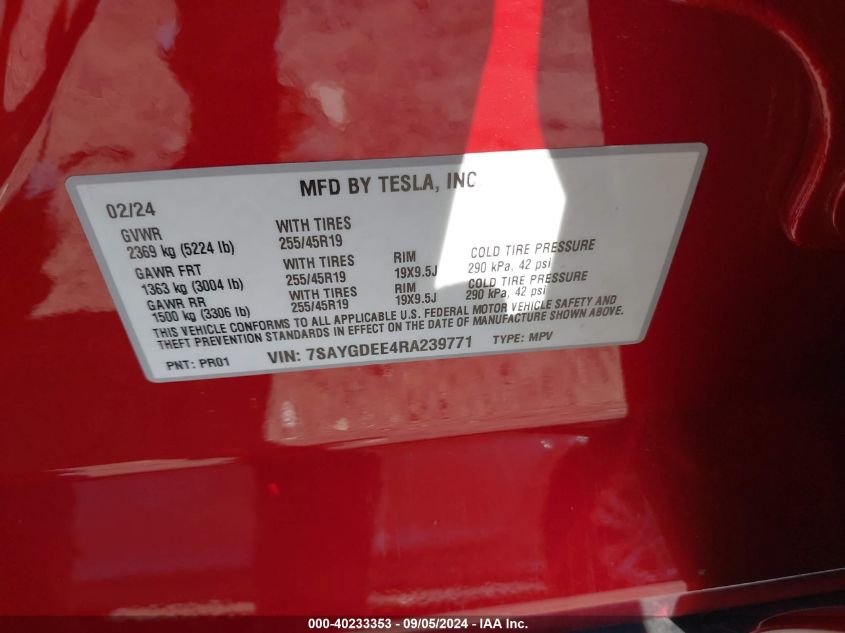 MFD BY TESLA, INC
02/24
GVWR
2369 kg (5224 lb)
WITH TIRES
255/45R19
GAWR FRT
1363 kg (3004 lb)
WITH TIRES
255/45R19
RIM
19X9.5J
COLD TIRE PRESSURE
290 kPa, 42 psi
GAWR RR
1500 kg (3306 lb)
WITH TIRES
255/45R19
RIM
19X9.5J
COLD TIRE PRESSURE
290 kPa, 42 psi
THIS VEHICLE CONFORMS TO ALL APPLICABLE U.S. FEDERAL MOTOR VEHICLE SAFETY AND
THEFT PREVENTION STANDARDS IN EFFECT ON THE DATE OF MANUFACTURE SHOWN ABOVE.
PNT: PR01 VIN: 7SAYGDEE4RA239771 TYPE: MPV
000-40233353 - 09/05/2024 - IAA Inc.